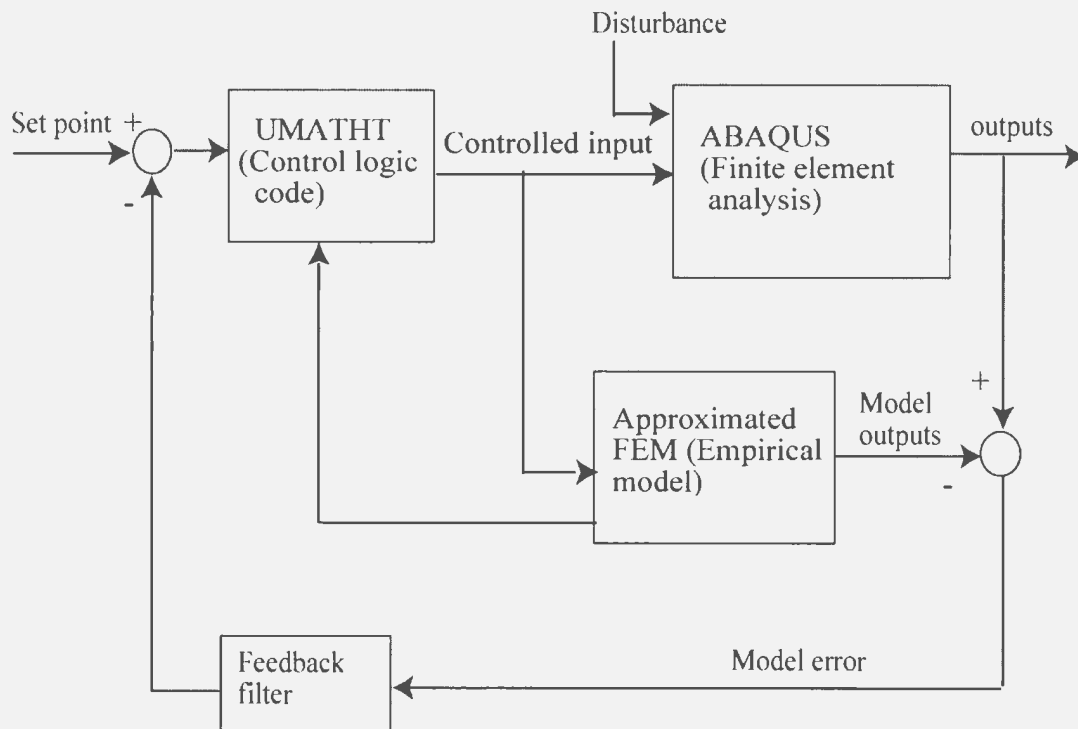 Disturbance
Set point
+
-
UMATHT
(Control logic
code)
Controlled input
ABAQUS
(Finite element
analysis)
outputs
+
-
Approximated
FEM (Empirical
model)
Model
outputs
Feedback
filter
Model error